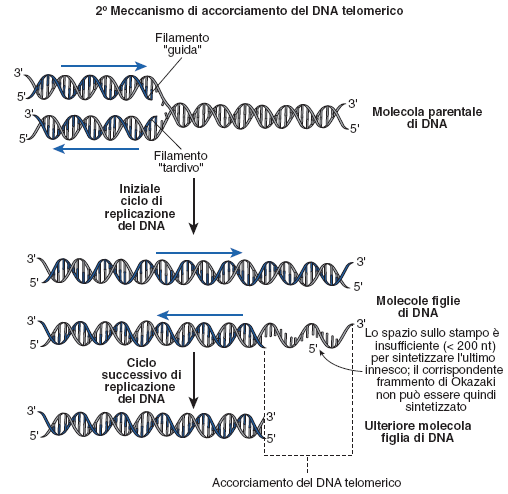 2º Meccanismo di accorciamento del DNA telomerico
Filamento
"guida"
3'
5'
3'
5'
3'
5'
Molecola parentale
di DNA
Filamento
"tardivo"
Iniziale
ciclo di
replicazione
del DNA
3'
5'
3'
5'
Molecole figlie
di DNA
3'
5'
3'
5'
Lo spazio sullo stampo è
insufficiente (< 200 nt)
per sintetizzare l'ultimo
innesco; il corrispondente
frammento di Okazaki
non può essere quindi
sintetizzato
Ciclo
successivo di
replicazione
del DNA
3'
5'
3'
5'
Ulteriore molecola
figlia di DNA
Accorciamento del DNA telomerico